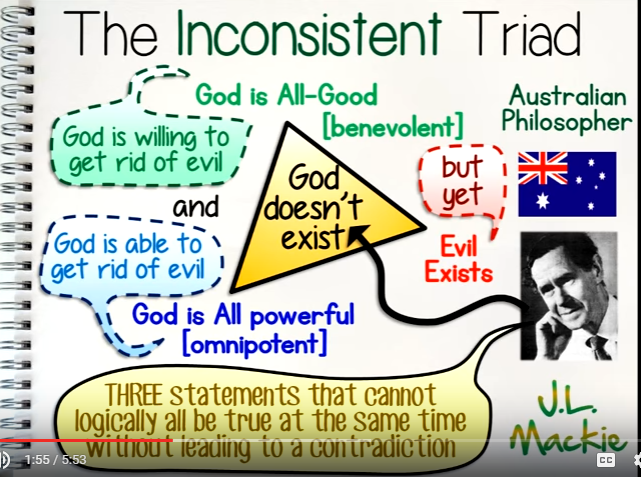 The Inconsistent Triad
God is All-Good
[benevolent]
God is willing to
get rid of evil
and
God is able to
get rid of evil
God is All powerful
[omnipotent]
God
doesn't
exist
but
yet
Evil
Exists
Australian
Philosopher
J.L.
Mackie
THREE statements that cannot
logically all be true at the same time
without leading to a contradiction
1:55 / 5:53
CC